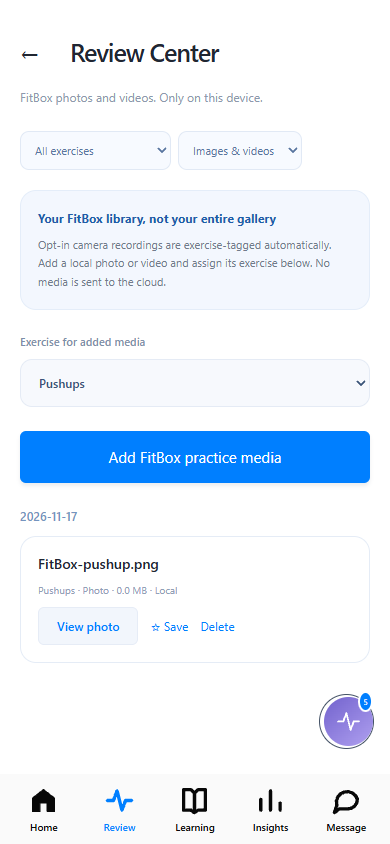 ← Review Center
FitBox photos and videos. Only on this device.
All exercises
Images & videos
Your FitBox library, not your entire gallery
Opt-in camera recordings are exercise-tagged automatically.
Add a local photo or video and assign its exercise below. No
media is sent to the cloud.
Exercise for added media
Pushups
Add FitBox practice media
2026-11-17
FitBox-pushup.png
Pushups · Photo · 0.0 MB · Local
View photo
☆ Save
Delete
5
Home
Review
Learning
Insights
Message